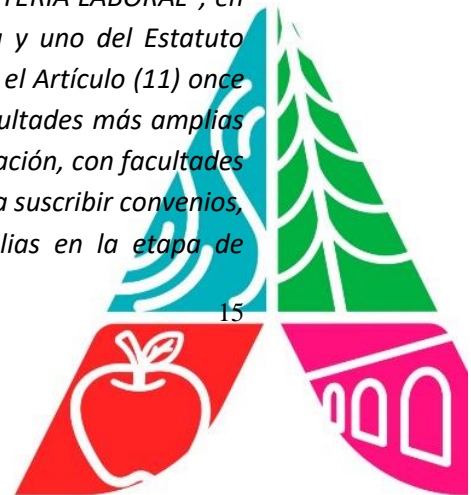 TERIA LABORAL", en
a y uno del Estatuto
el Artículo (11) once
ultades más amplias
ación, con facultades
a suscribir convenios,
lias en la etapa de
15